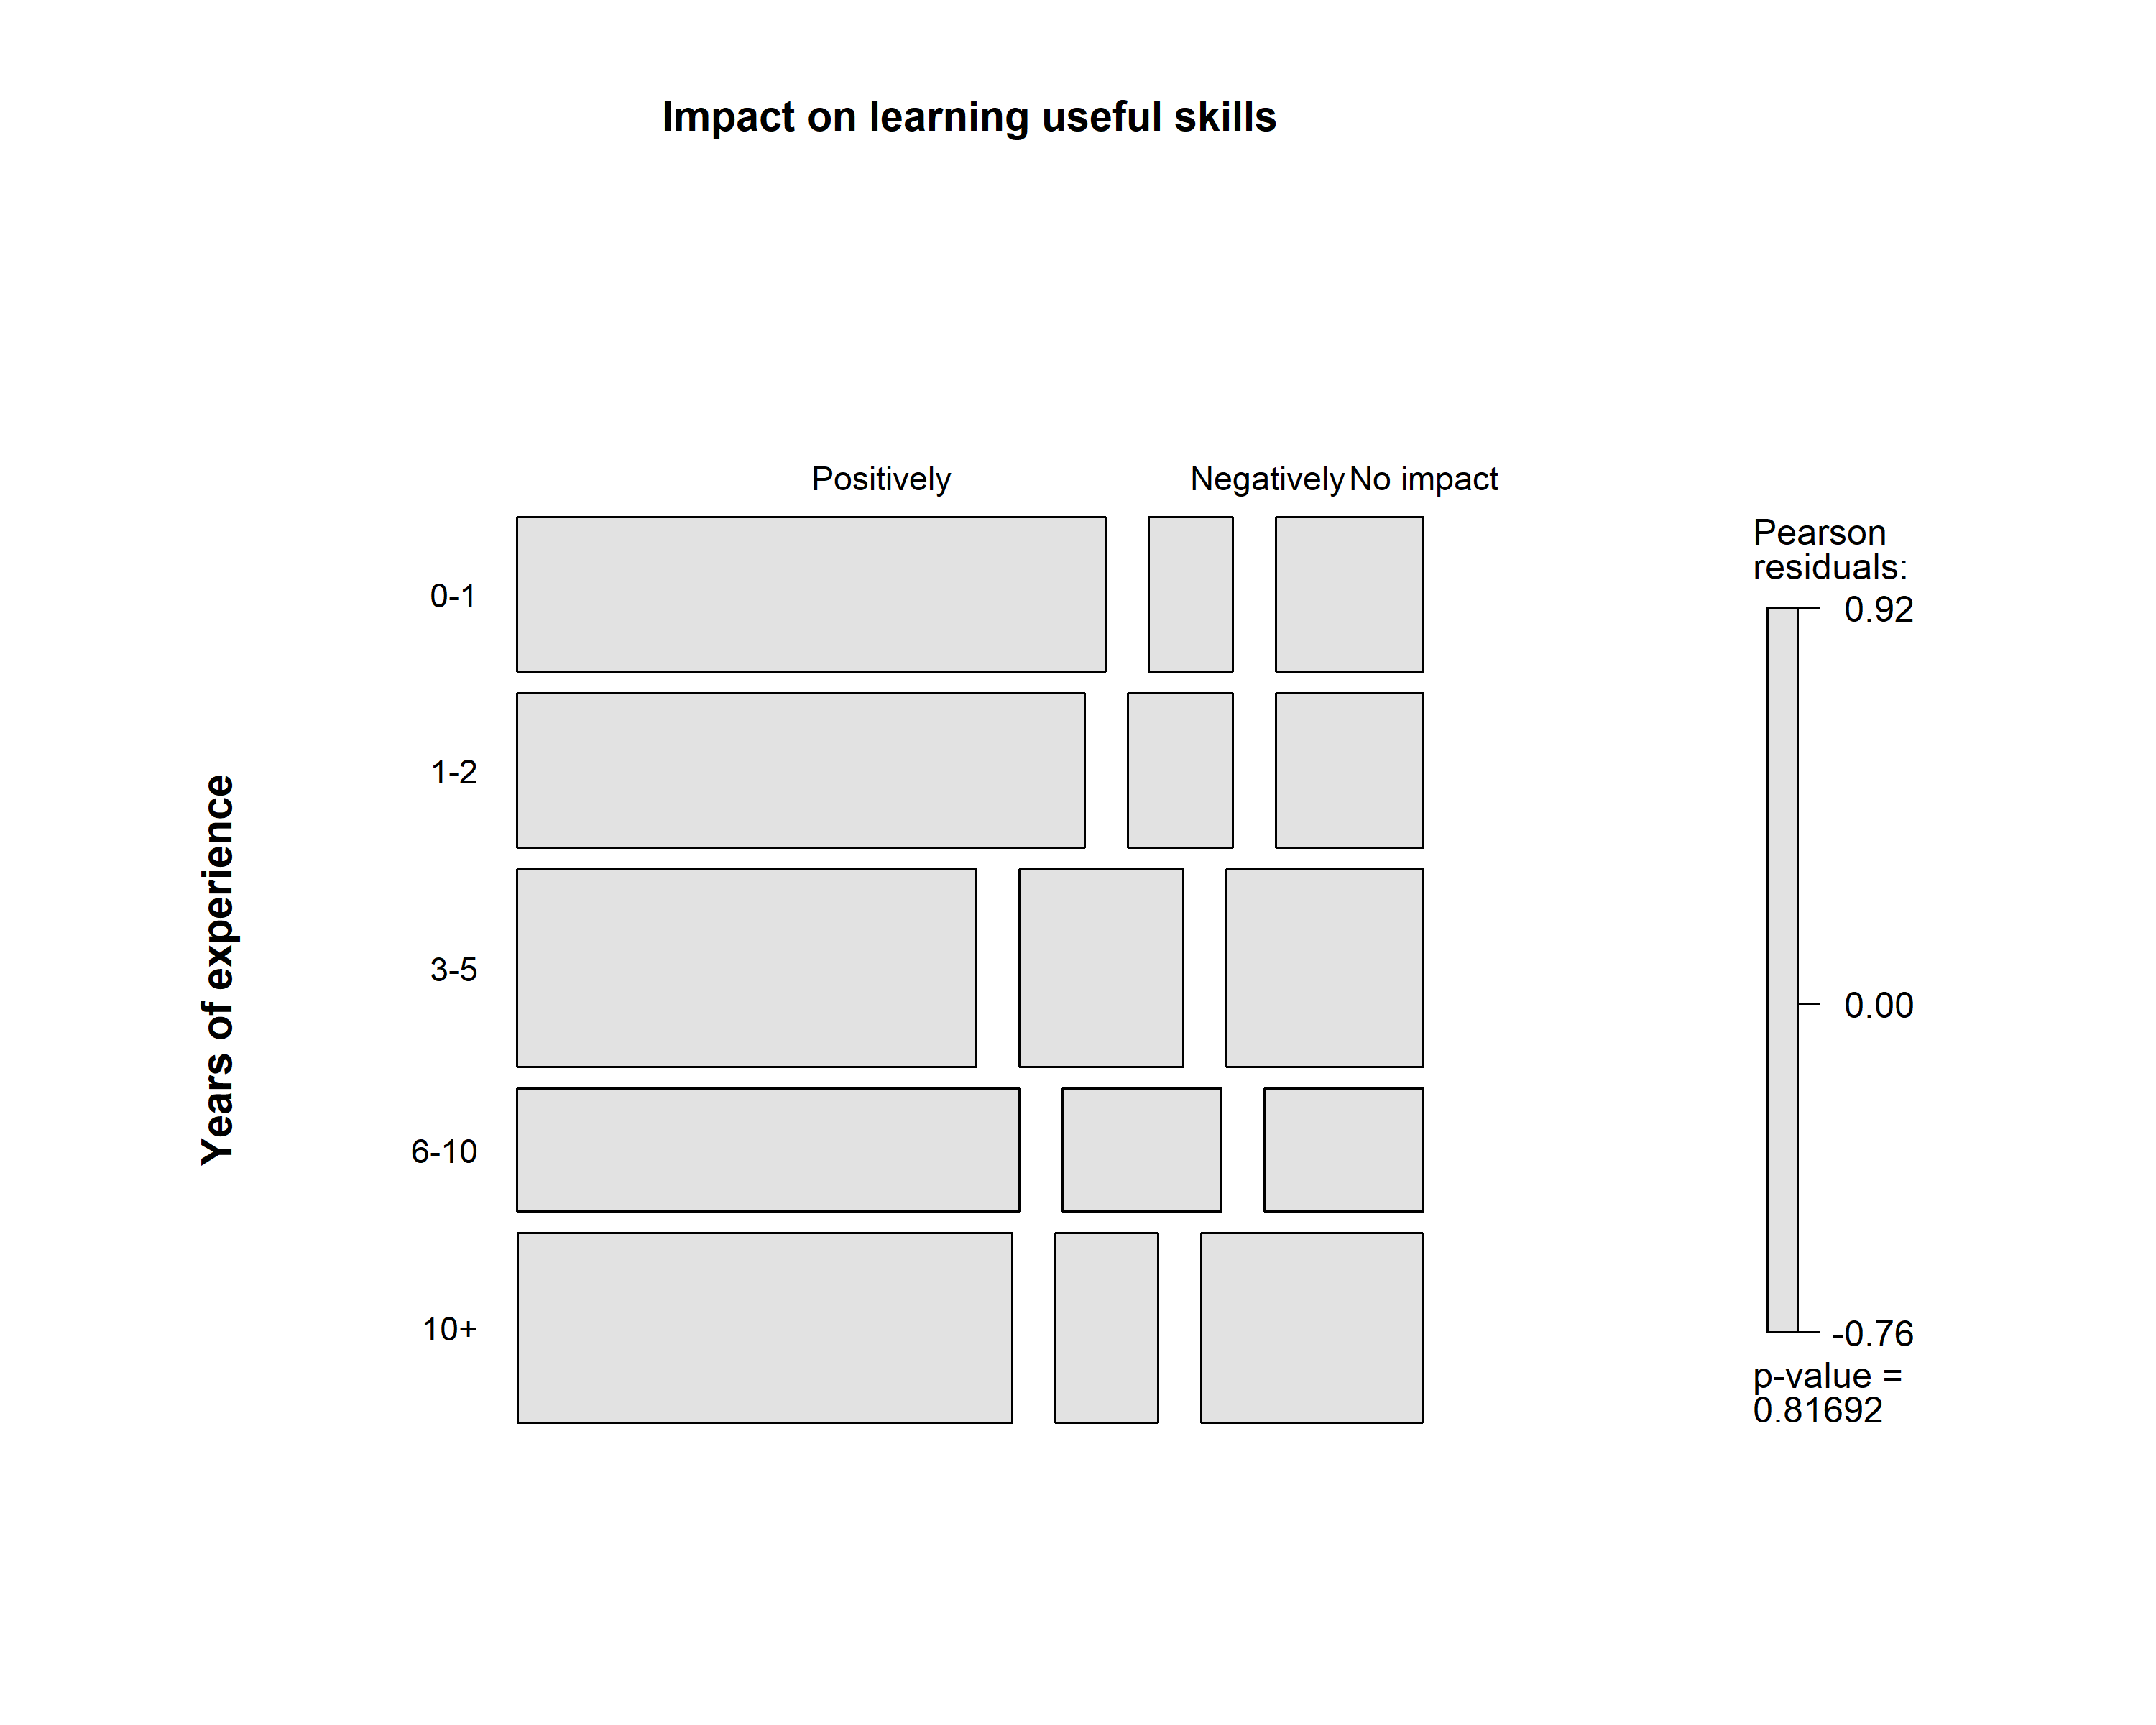 Impact on learning useful skills
Positively Negatively No impact
Years of experience
0-1
1-2
3-5
6-10
10+
Pearson
residuals:
0.92
0.00
-0.76
p-value =
0.81692